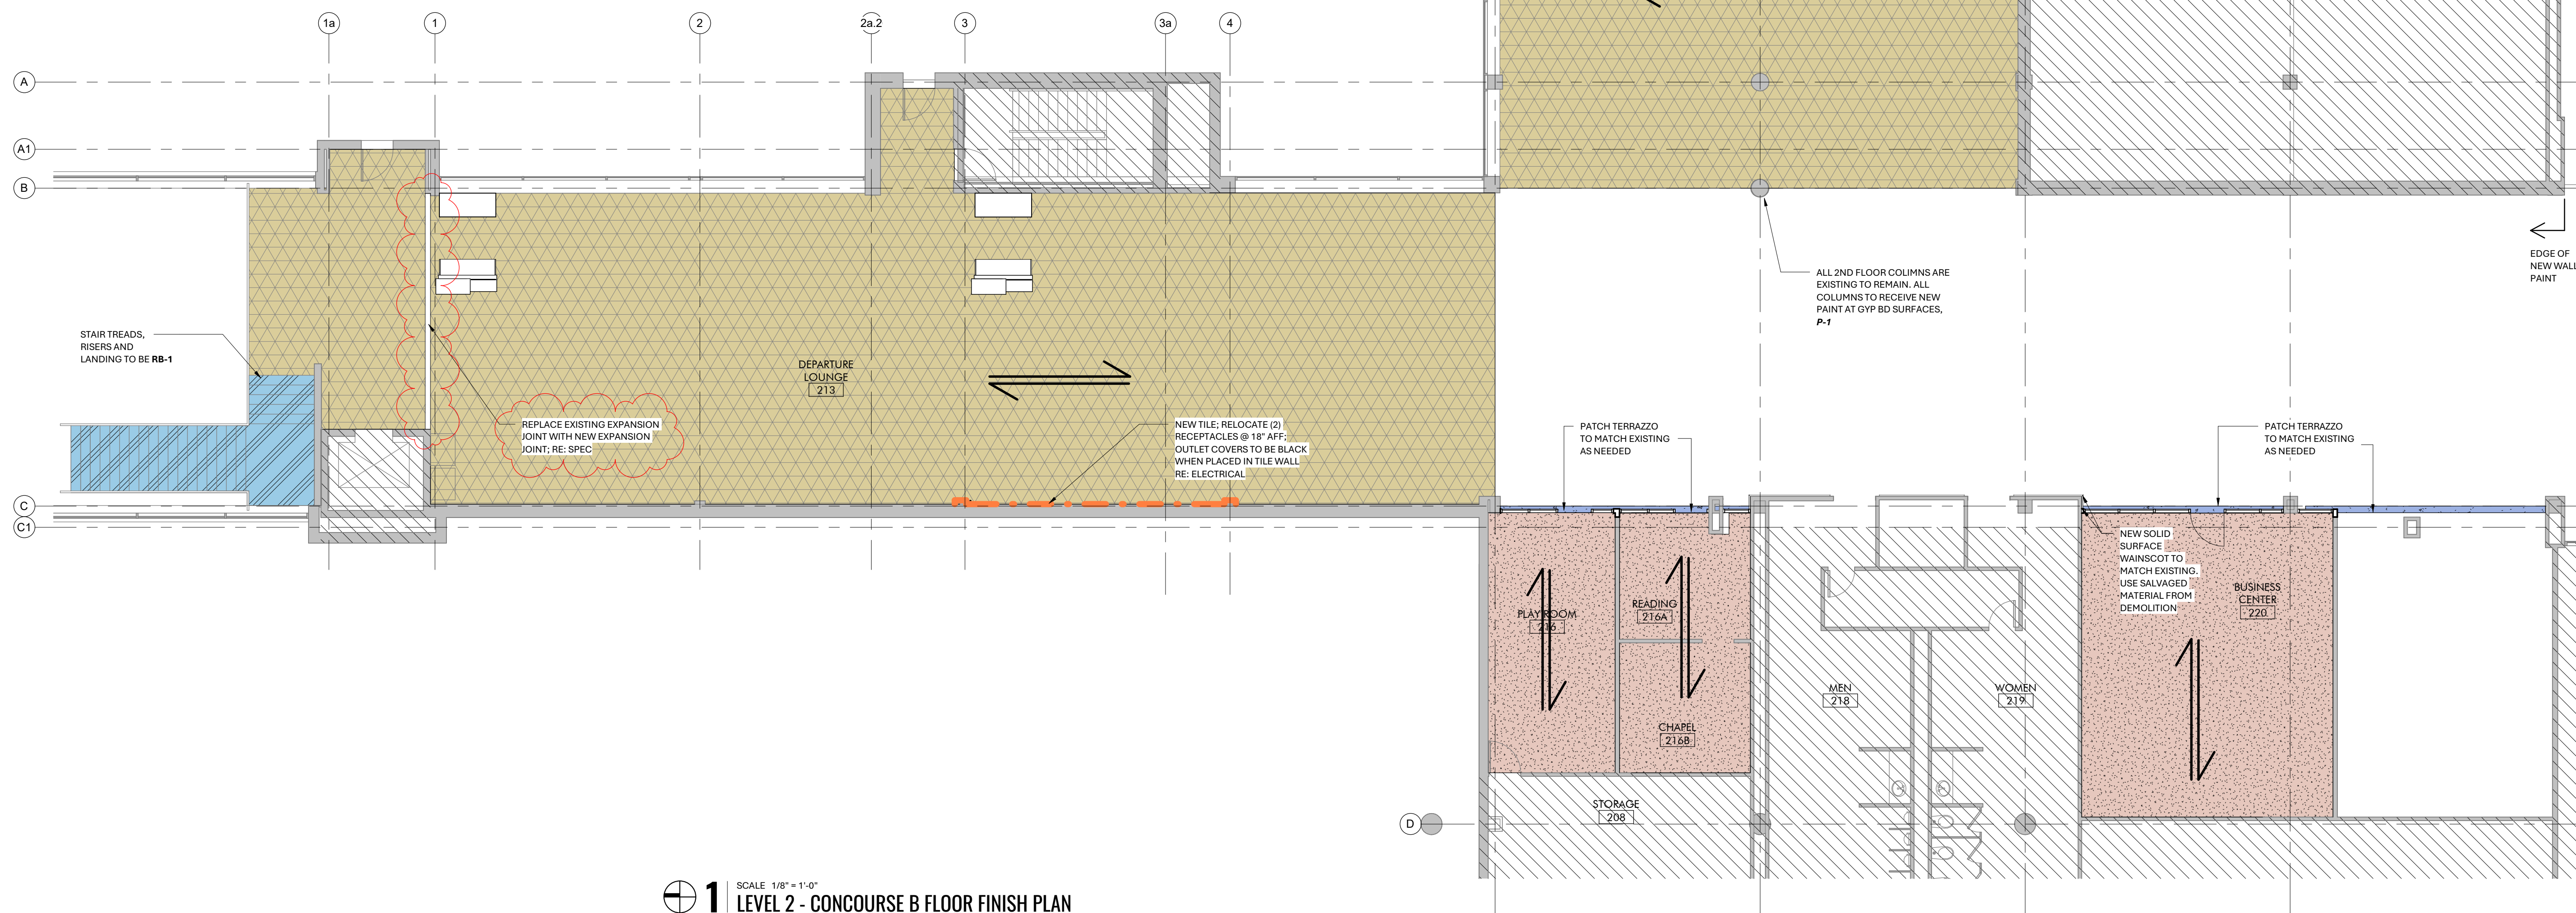 1a
1
2
2a.2
3
3a
4
A
A1
B
C
C1
D
STAIR TREADS,
RISERS AND
LANDING TO BE RB-1
REPLACE EXISTING EXPANSION
JOINT WITH NEW EXPANSION
JOINT; RE: SPEC
DEPARTURE
LOUNGE
213
NEW TILE; RELOCATE (2)
RECEPTACLES @ 18" AFF;
OUTLET COVERS TO BE BLACK
WHEN PLACED IN TILE WALL
RE: ELECTRICAL
ALL 2ND FLOOR COLIMNS ARE
EXISTING TO REMAIN. ALL
COLUMNS TO RECEIVE NEW
PAINT AT GYP BD SURFACES,
P-1
EDGE OF
NEW WALL
PAINT
PATCH TERRAZZO
TO MATCH EXISTING
AS NEEDED
PATCH TERRAZZO
TO MATCH EXISTING
AS NEEDED
NEW SOLID
SURFACE
WAINSCOT TO
MATCH EXISTING.
USE SALVAGED
MATERIAL FROM
DEMOLITION
PLAY ROOM
216
READING
216A
CHAPEL
216B
MEN
218
WOMEN
219
BUSINESS
CENTER
220
STORAGE
208
1
SCALE 1/8" = 1'-0"
LEVEL 2 - CONCOURSE B FLOOR FINISH PLAN